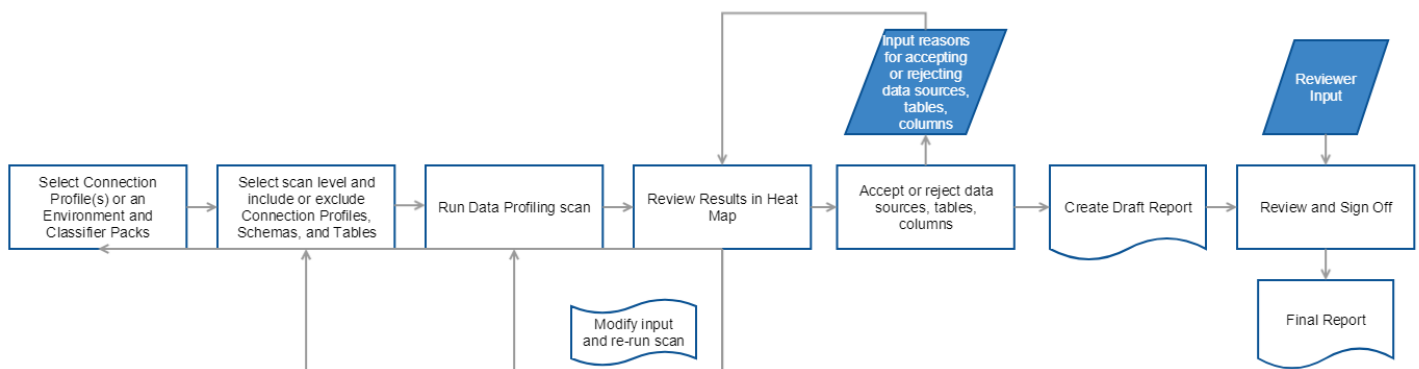 Input reasons
for accepting
or rejecting
data sources,
tables,
columns
Reviewer
Input
Select Connection
Profile(s) or an
Environment and
Classifier Packs
Select scan level and
include or exclude
Connection Profiles,
Schemas, and Tables
Run Data Profiling scan
Review Results in Heat
Map
Accept or reject data
sources, tables,
columns
Create Draft Report
Review and Sign Off
Modify input
and re-run scan
Final Report